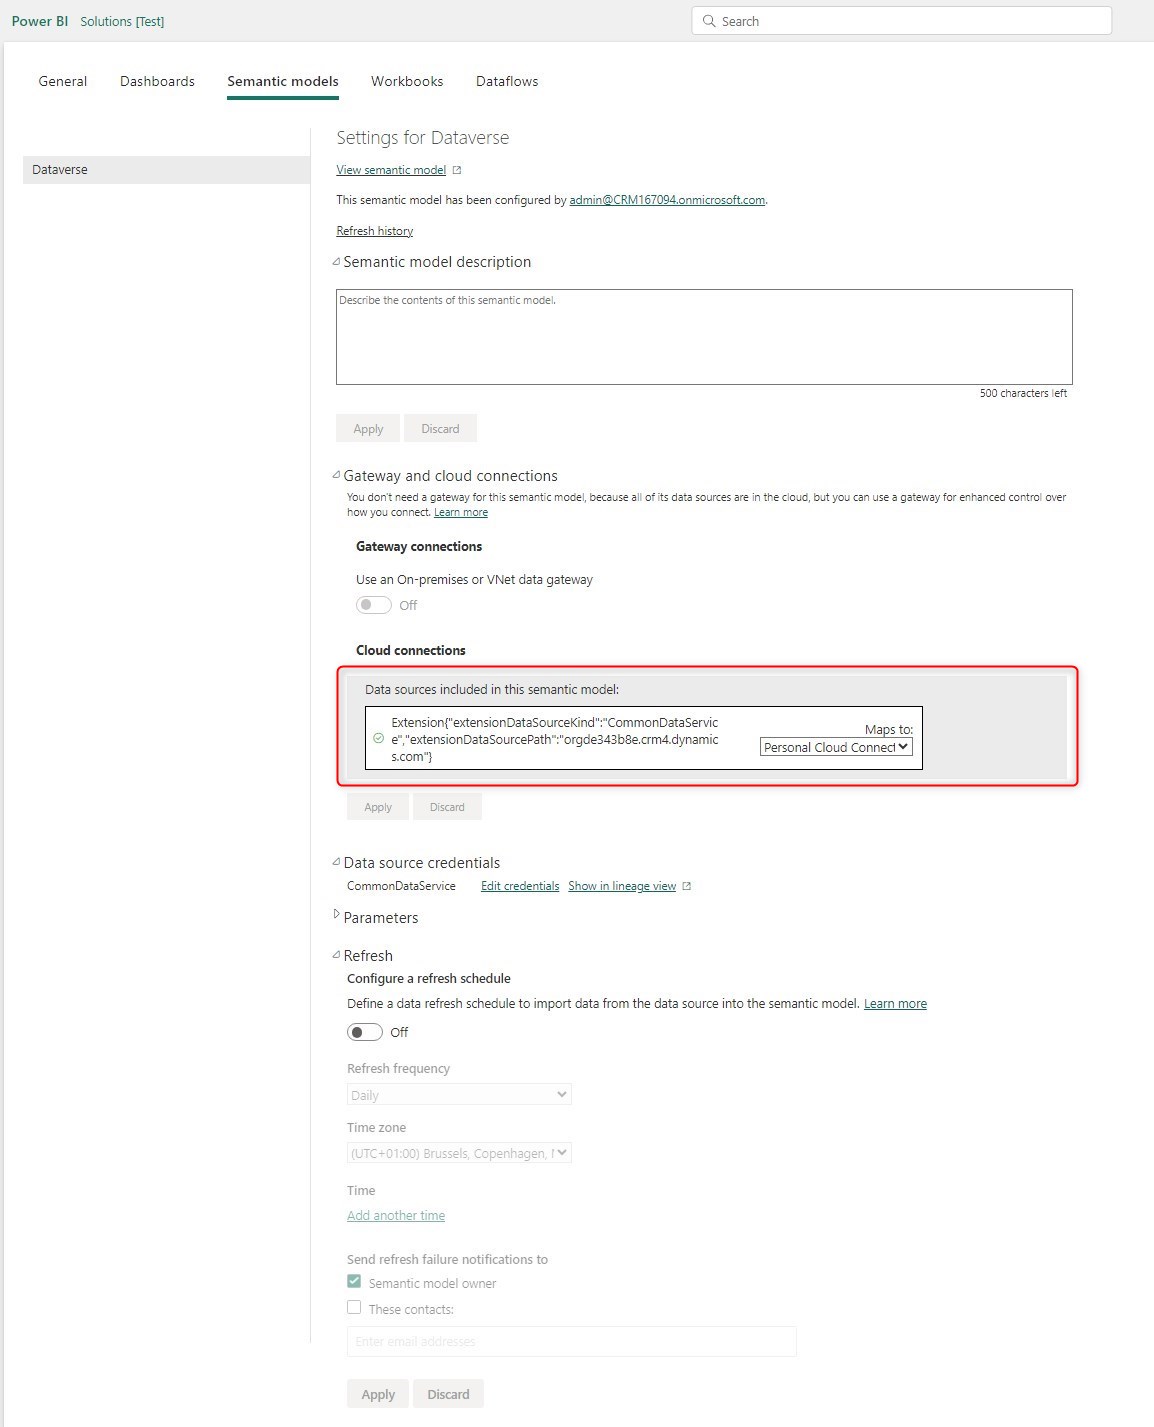 Power BI Solutions [Test]
Search
General Dashboards Semantic models Workbooks Dataflows
Dataverse
Settings for Dataverse
View semantic model
This semantic model has been configured by admin@CRM167094.onmicrosoft.com.
Refresh history
Semantic model description
Describe the contents of this semantic model.
500 characters left
Apply Discard
Gateway and cloud connections
You don't need a gateway for this semantic model, because all of its data sources are in the cloud, but you can use a gateway for enhanced control over
how you connect. Learn more
Gateway connections
Use an On-premises or VNet data gateway
Off
Cloud connections
Data sources included in this semantic model:
Extension{"extensionDataSourceKind":"CommonDataServic
e","extensionDataSourcePath":"orgde343b8e.crm4.dynamic
s.com"}
Maps to:
Personal Cloud Connect
Apply Discard
Data source credentials
CommonDataService Edit credentials Show in lineage view
Parameters
Refresh
Configure a refresh schedule
Define a data refresh schedule to import data from the data source into the semantic model. Learn more
Off
Refresh frequency
Daily
Time zone
(UTC+01:00) Brussels, Copenhagen,
Time
Add another time
Send refresh failure notifications to
Semantic model owner
These contacts:
Enter email addresses
Apply Discard